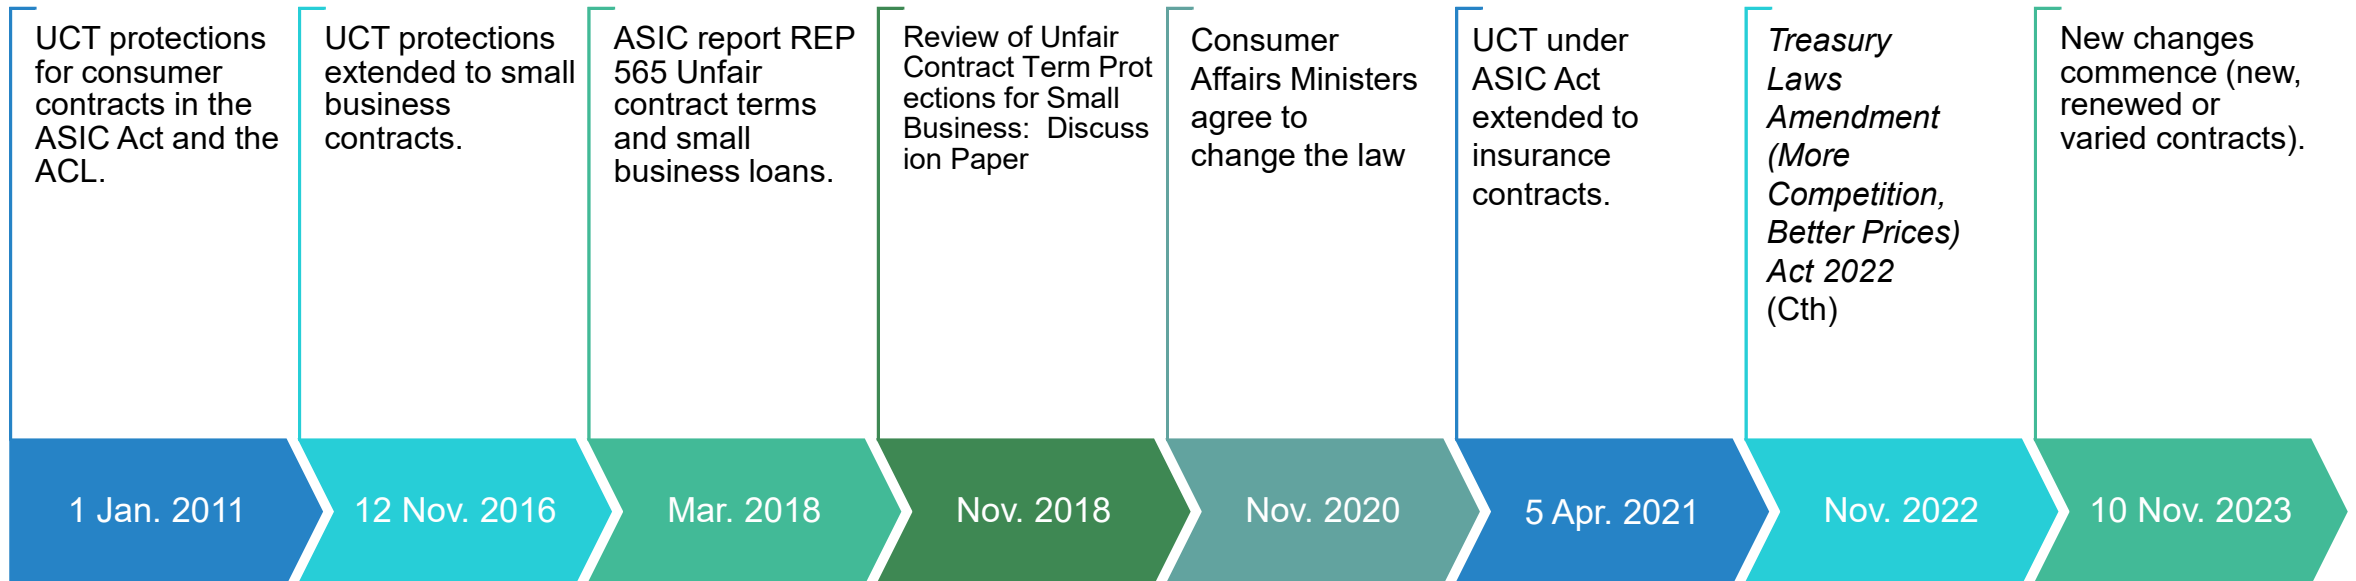 UCT protections
for consumer
contracts in the
ASIC Act and the
ACL.
UCT protections
extended to small
business
contracts.
ASIC report REP
565 Unfair
contract terms
and small
business loans.
Review of Unfair
Contract Term Prot
ections for Small
Business:  Discuss
ion Paper
Consumer
Affairs Ministers
agree to
change the law
UCT under
ASIC Act
extended to
insurance
contracts.
Treasury
Laws
Amendment
(More
Competition,
Better Prices)
Act 2022
(Cth)
New changes
commence (new,
renewed or
varied contracts).
1 Jan. 2011
12 Nov. 2016
Mar. 2018
Nov. 2018
Nov. 2020
5 Apr. 2021
Nov. 2022
10 Nov. 2023